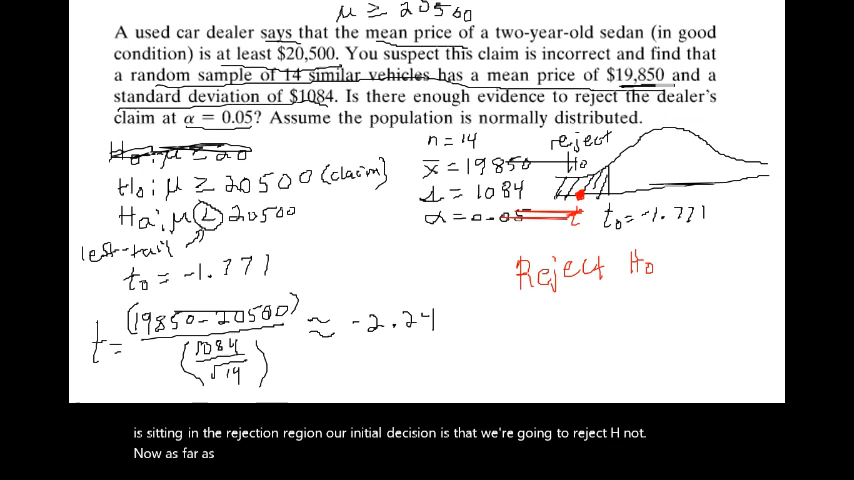 μ ≥ 20500
A used car dealer says that the mean price of a two-year-old sedan (in good
condition) is at least $20,500. You suspect this claim is incorrect and find that
a random sample of 14 similar vehicles has a mean price of $19,850 and a
standard deviation of $1084. Is there enough evidence to reject the dealer's
claim at α = 0.05? Assume the population is normally distributed.
H₀: μ ≥ 20
H₀: μ ≥ 20500 (claim)
Ha: μ < 20500
left-tail
t₀ = -1.771
t = (19850 - 20500) / (1084 / √14) ≈ -2.24
n = 14
x̄ = 19850
s = 1084
α = 0.05
reject
H₀
t
t₀ = -1.771
Reject H₀
is sitting in the rejection region our initial decision is that we're going to reject H not.
Now as far as